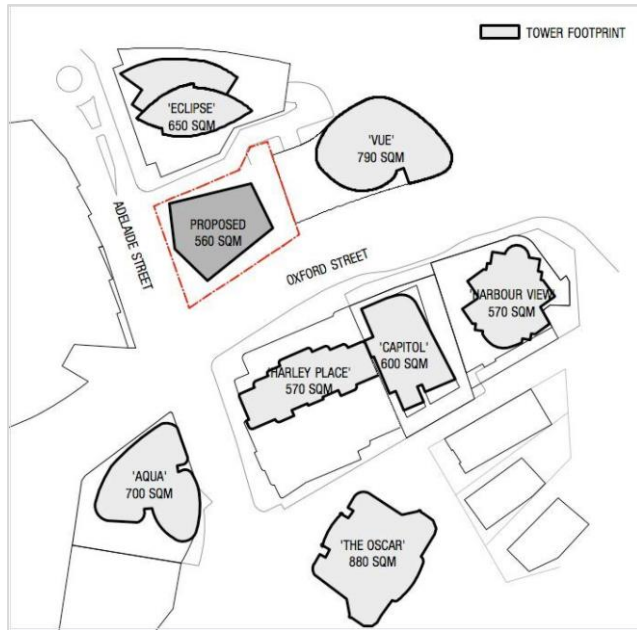 TOWER FOOTPRINT
'ECLIPSE'
650 SQM
'VUE'
790 SQM
ADELAIDE STREET
PROPOSED
560 SQM
OXFORD STREET
'HARBOUR VIEW'
570 SQM
'CAPITOL'
600 SQM
'HARLEY PLACE'
570 SQM
'AQUA'
700 SQM
'THE OSCAR'
880 SQM